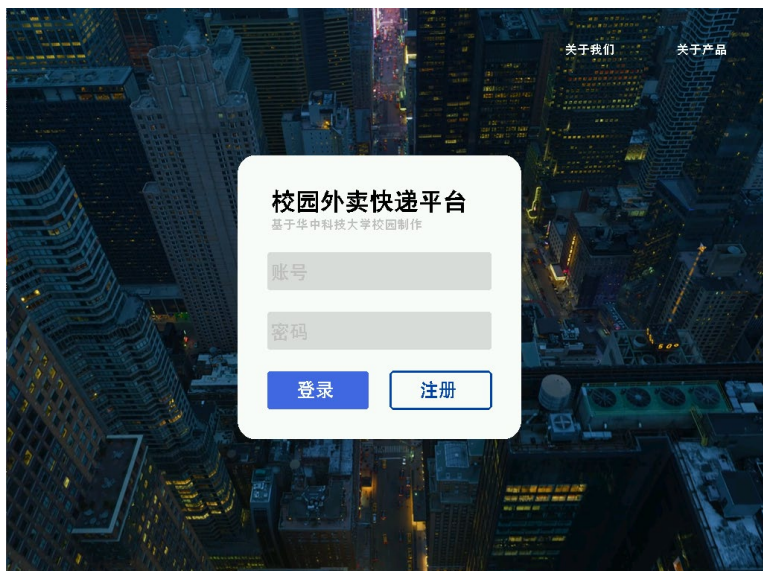 关于我们 关于产品
校园外卖快递平台
基于华中科技大学校园制作
账号
密码
登录 注册